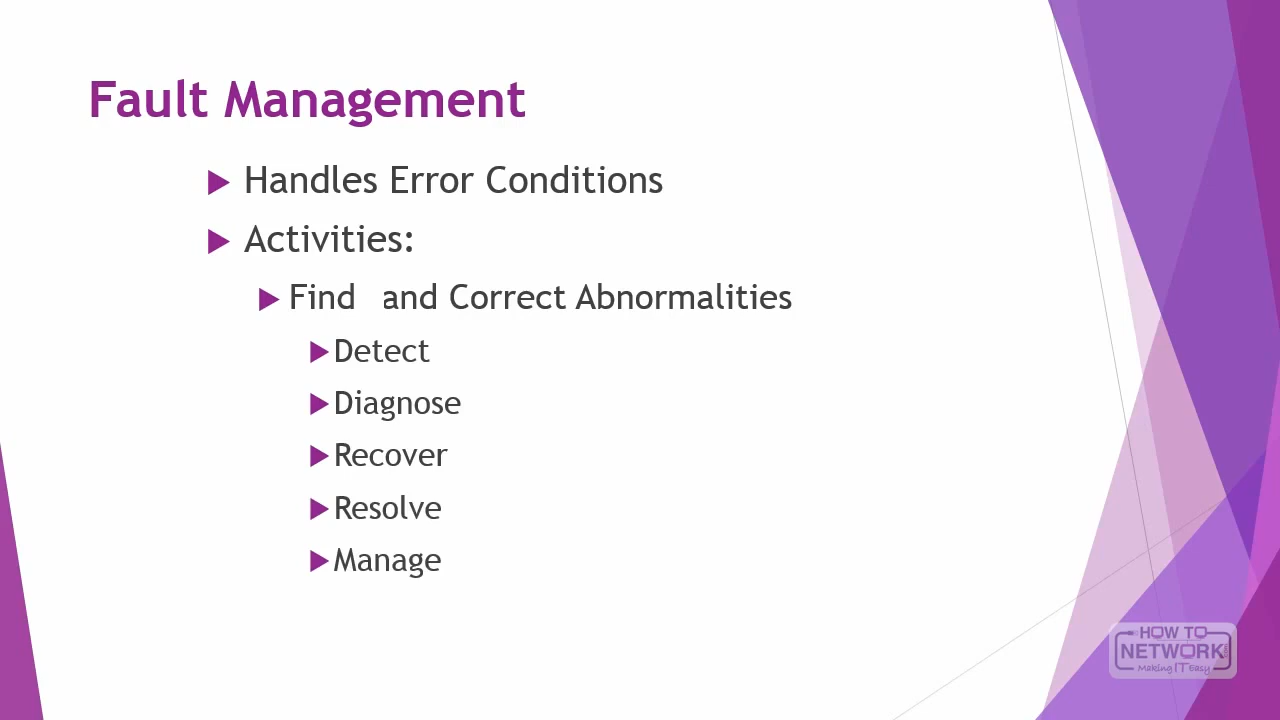 Fault Management
Handles Error Conditions
Activities:
Find and Correct Abnormalities
Detect
Diagnose
Recover
Resolve
Manage
HOW TO
NETWORK
Making IT Easy